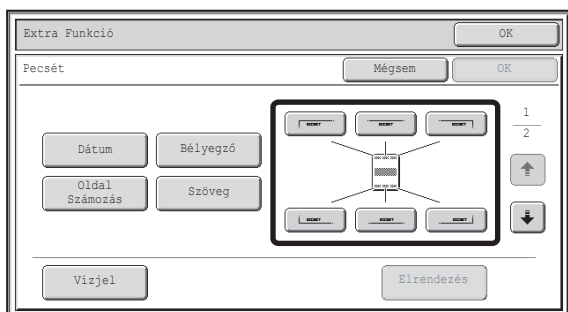 Extra Funkció
OK
Pecsét
Mégsem
OK
Dátum
Bélyegző
Oldal
Számozás
Szöveg
1
2
Vízjel
Elrendezés